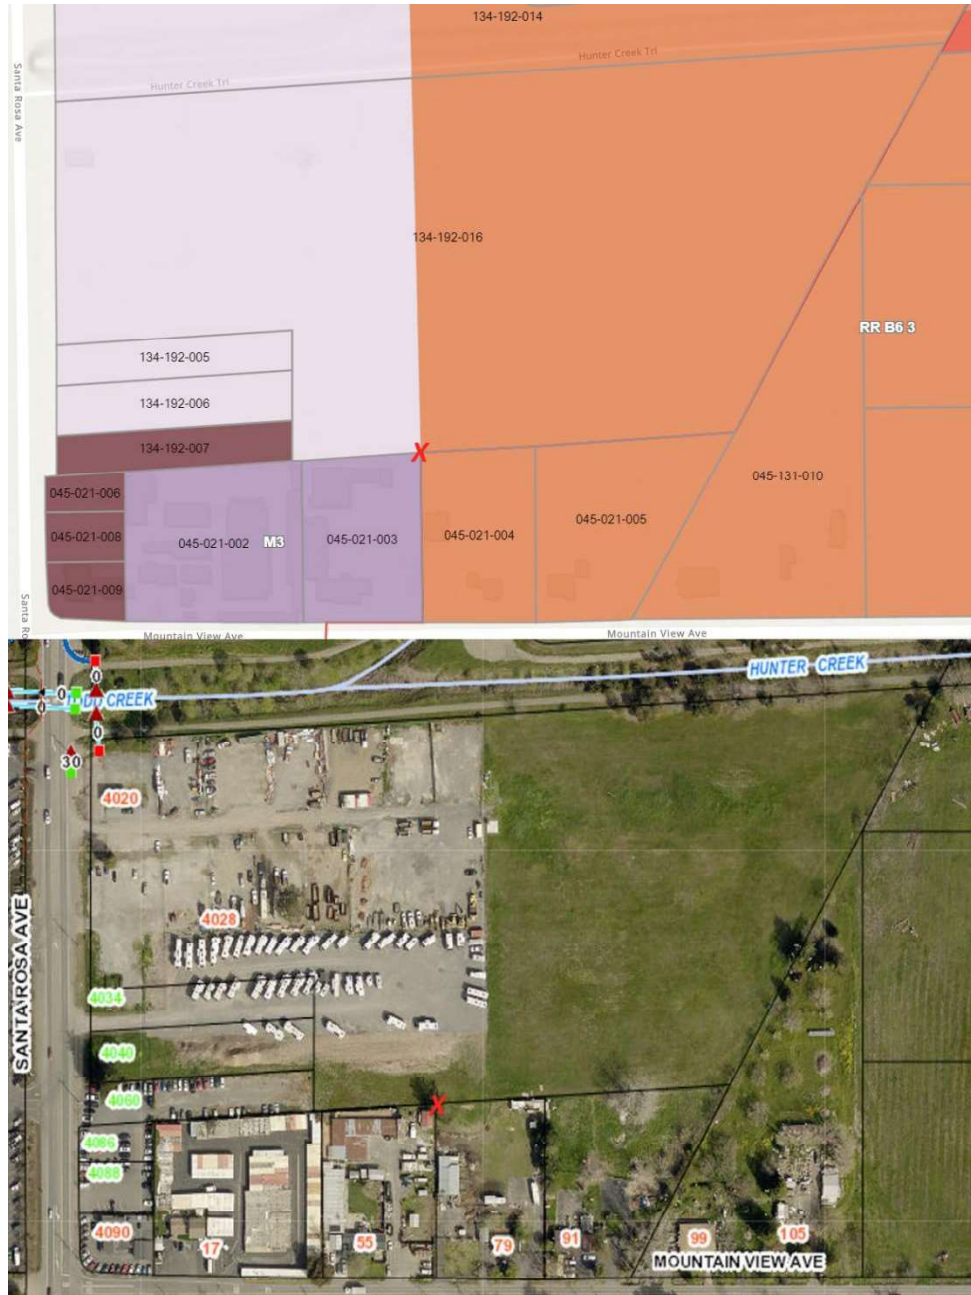 134-192-014
Hunter Creek Trl
Hunter Creek Trl
Santa Rosa Ave
134-192-016
RR B6 3
134-192-005
134-192-006
134-192-007
X
045-131-010
045-021-006
045-021-005
045-021-008
045-021-002
M3
045-021-003
045-021-004
045-021-009
Mountain View Ave
Mountain View Ave
HUNTER CREEK
0
0
0
CREEK
0
30
4020
4028
SANTA ROSA AVE
4034
4040
4060
X
4086
4088
4090
17
55
79
91
99
105
MOUNTAIN VIEW AVE